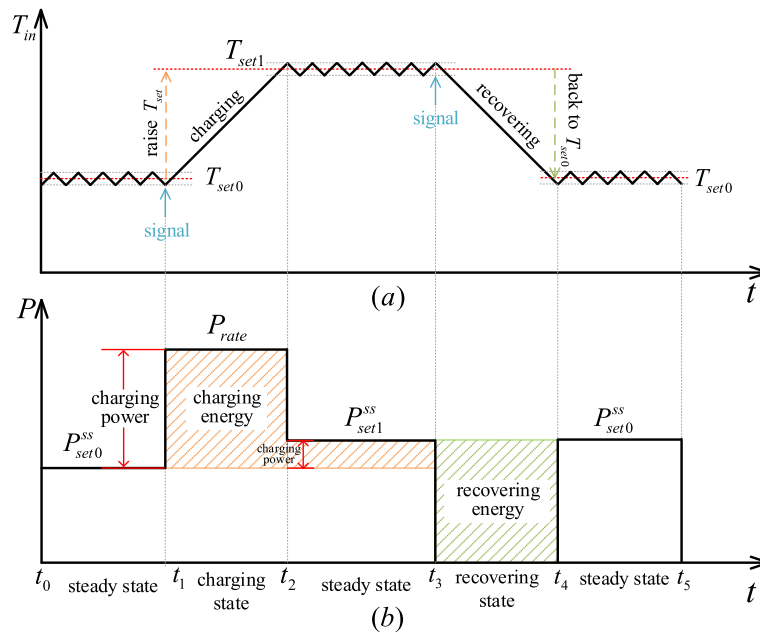 T_in
T_set1
raise T_set
charging
recovering
back to T_set0
signal
T_set0
T_set0
signal
t
(a)
P
P_rate
charging
power
charging
energy
P^ss_set0
P^ss_set1
P^ss_set0
charging
power
recovering
energy
t_0 steady state t_1 charging state t_2 steady state t_3 recovering state t_4 steady state t_5 t
(b)